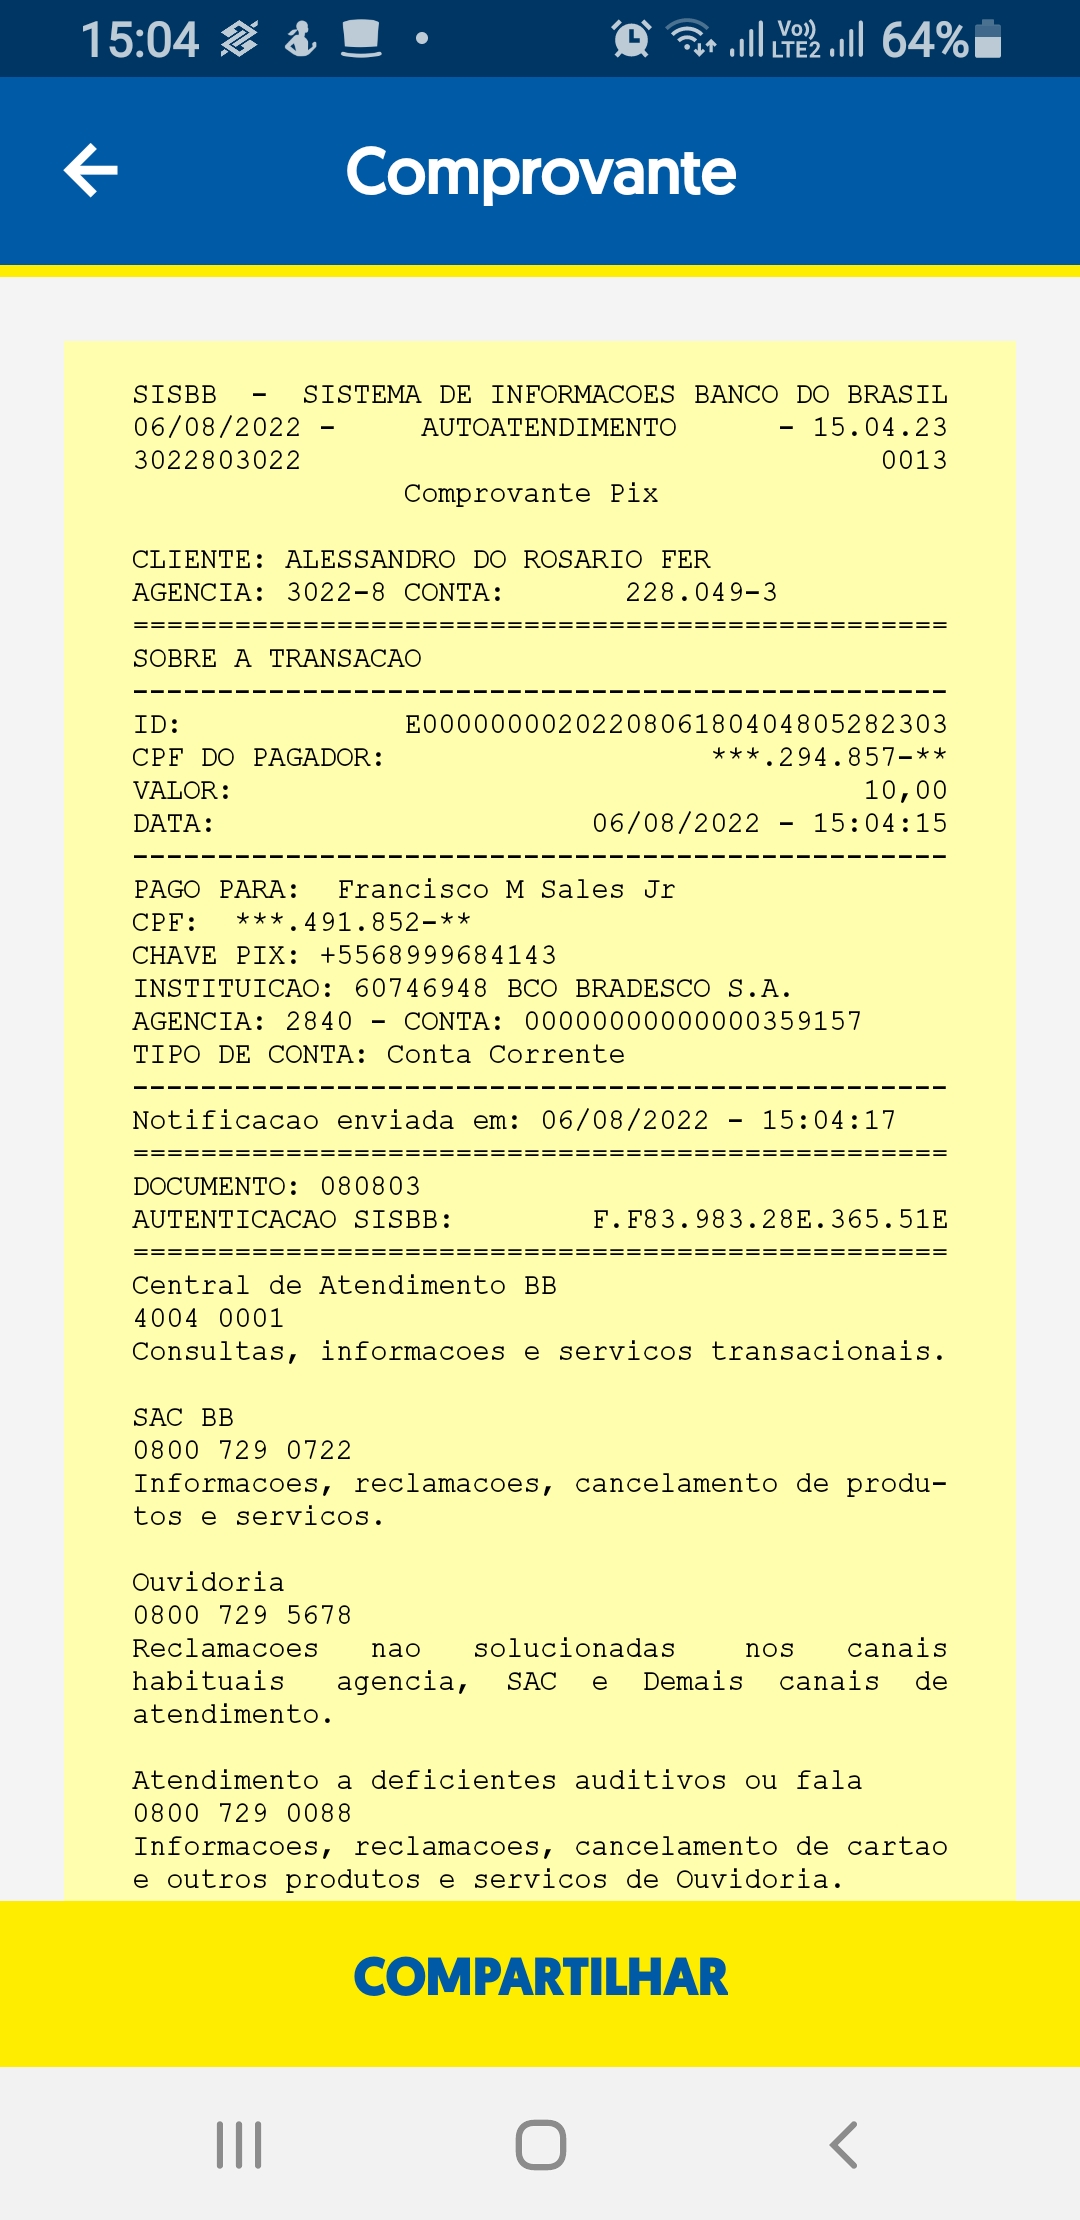 15:04 Vo)) LTE2 64%
Comprovante
SISBB - SISTEMA DE INFORMACOES BANCO DO BRASIL
06/08/2022 - AUTOATENDIMENTO - 15.04.23
3022803022 0013
Comprovante Pix
CLIENTE: ALESSANDRO DO ROSARIO FER
AGENCIA: 3022-8 CONTA: 228.049-3
================================================
SOBRE A TRANSACAO
------------------------------------------------
ID: E0000000020220806180404805282303
CPF DO PAGADOR: ***.294.857-**
VALOR: 10,00
DATA: 06/08/2022 - 15:04:15
------------------------------------------------
PAGO PARA: Francisco M Sales Jr
CPF: ***.491.852-**
CHAVE PIX: +5568999684143
INSTITUICAO: 60746948 BCO BRADESCO S.A.
AGENCIA: 2840 - CONTA: 00000000000000359157
TIPO DE CONTA: Conta Corrente
------------------------------------------------
Notificacao enviada em: 06/08/2022 - 15:04:17
================================================
DOCUMENTO: 080803
AUTENTICACAO SISBB: F.F83.983.28E.365.51E
================================================
Central de Atendimento BB
4004 0001
Consultas, informacoes e servicos transacionais.
SAC BB
0800 729 0722
Informacoes, reclamacoes, cancelamento de produ-
tos e servicos.
Ouvidoria
0800 729 5678
Reclamacoes nao solucionadas nos canais
habituais agencia, SAC e Demais canais de
atendimento.
Atendimento a deficientes auditivos ou fala
0800 729 0088
Informacoes, reclamacoes, cancelamento de cartao
e outros produtos e servicos de Ouvidoria.
COMPARTILHAR